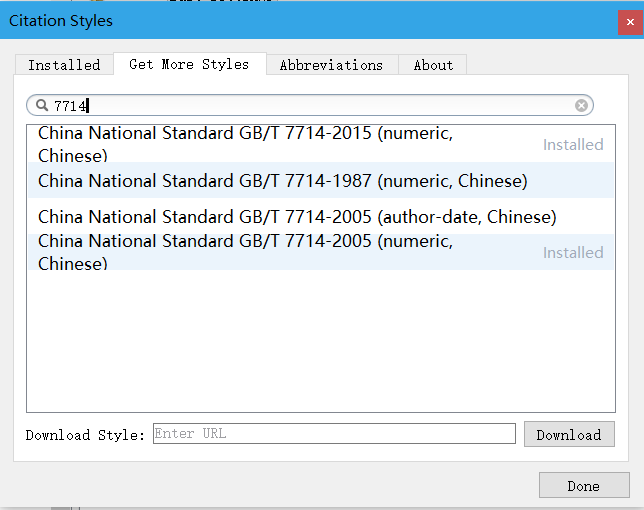 Citation Styles
Installed
Get More Styles
Abbreviations
About
7714
China National Standard GB/T 7714-2015 (numeric,
Chinese)
Installed
China National Standard GB/T 7714-1987 (numeric, Chinese)
China National Standard GB/T 7714-2005 (author-date, Chinese)
China National Standard GB/T 7714-2005 (numeric,
Chinese)
Installed
Download Style:
Enter URL
Download
Done